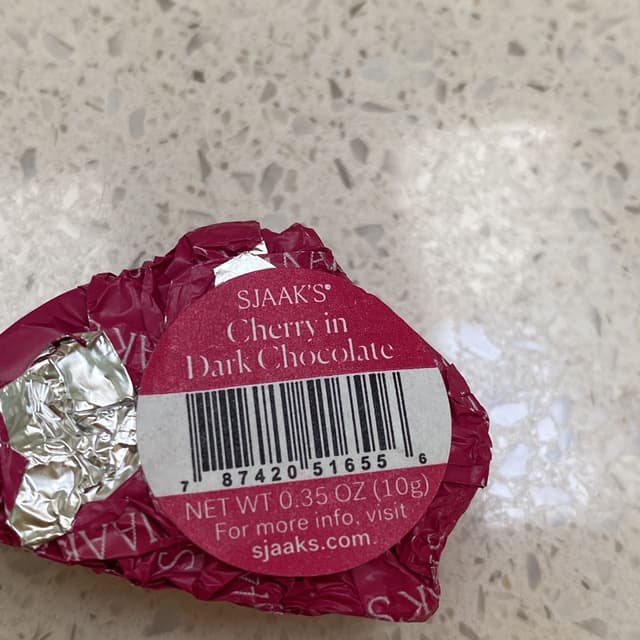 SJAAK'S®
Cherry in
Dark Chocolate
7 87420 51655 6
NET WT 0.35 OZ (10g)
For more info, visit
sjaaks.com